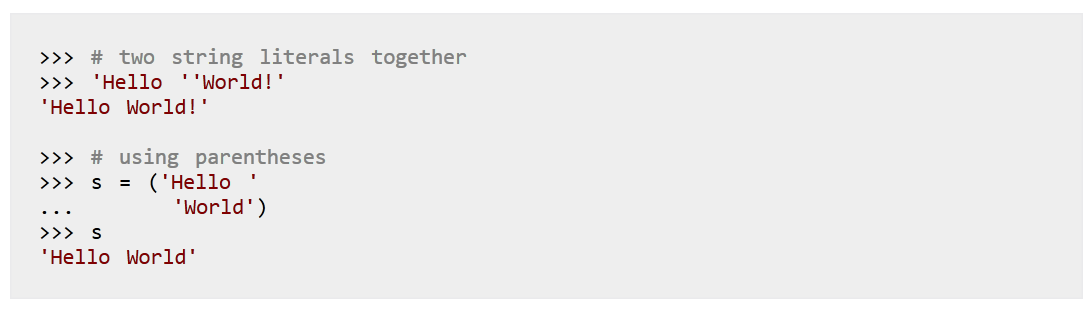 >>> # two string literals together
>>> 'Hello ''World!'
'Hello World!'
>>> # using parentheses
>>> s = ('Hello '
...        'World')
>>> s
'Hello World'